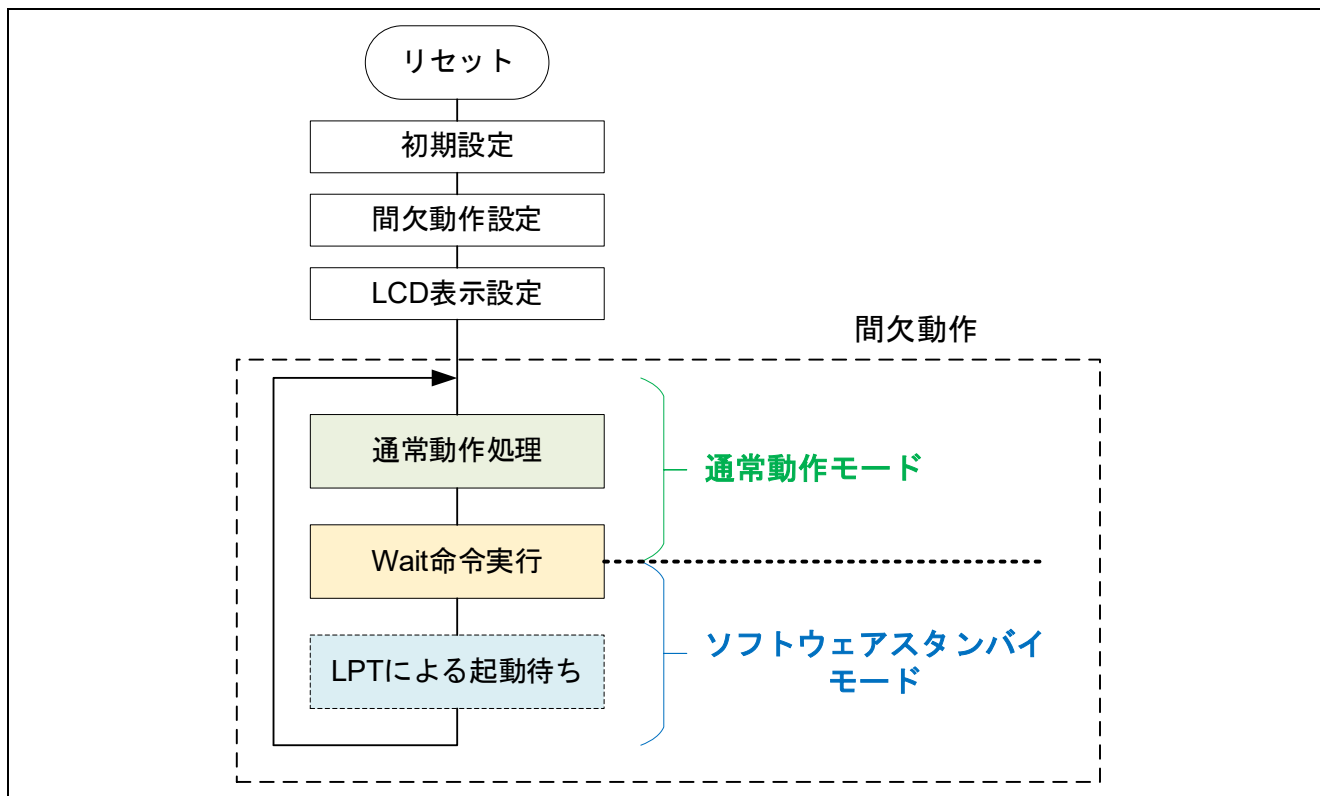 リセット
初期設定
間欠動作設定
LCD表示設定
間欠動作
通常動作処理
通常動作モード
Wait命令実行
LPTによる起動待ち
ソフトウェアスタンバイ
モード